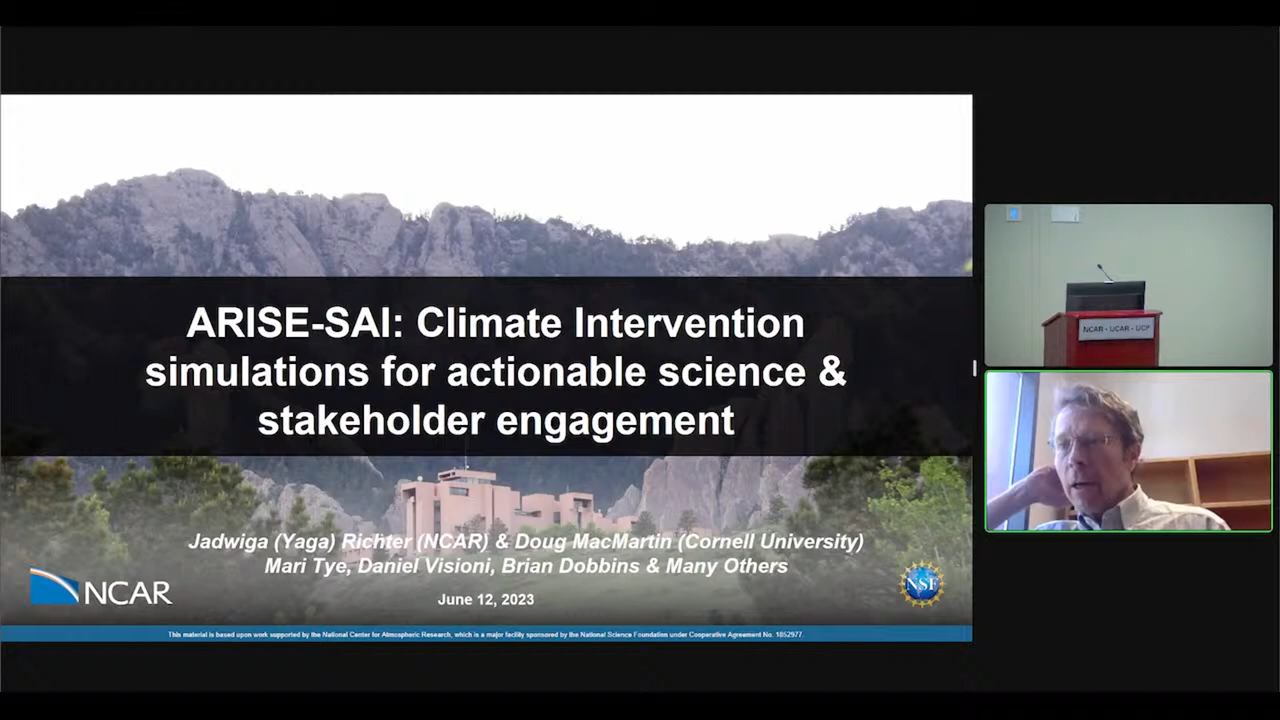 ARISE-SAI: Climate Intervention
simulations for actionable science &
stakeholder engagement
Jadwiga (Yaga) Richter (NCAR) & Doug MacMartin (Cornell University)
Mari Tye, Daniel Visioni, Brian Dobbins & Many Others
June 12, 2023
NCAR
NSF
This material is based upon work supported by the National Center for Atmospheric Research, which is a major facility sponsored by the National Science Foundation under Cooperative Agreement No. 1852977.
NCAR - UCAR - UCP